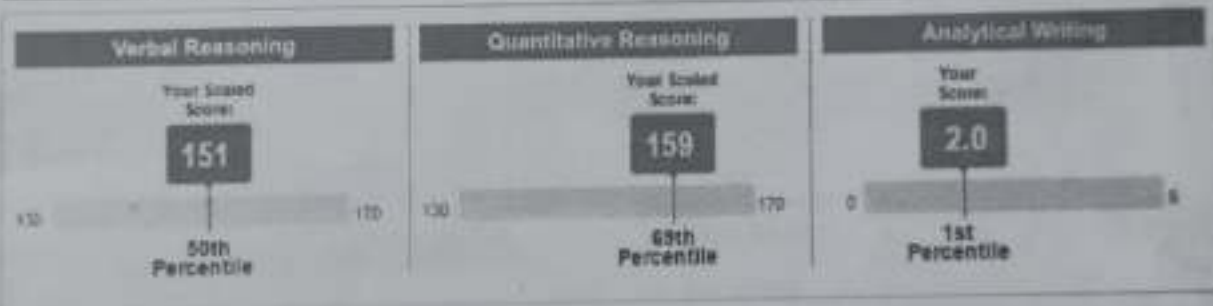 Verbal Reasoning
Your Scaled
Score:
151
130 170
50th
Percentile
Quantitative Reasoning
Your Scaled
Score:
159
130 170
69th
Percentile
Analytical Writing
Your
Score:
2.0
0 6
1st
Percentile